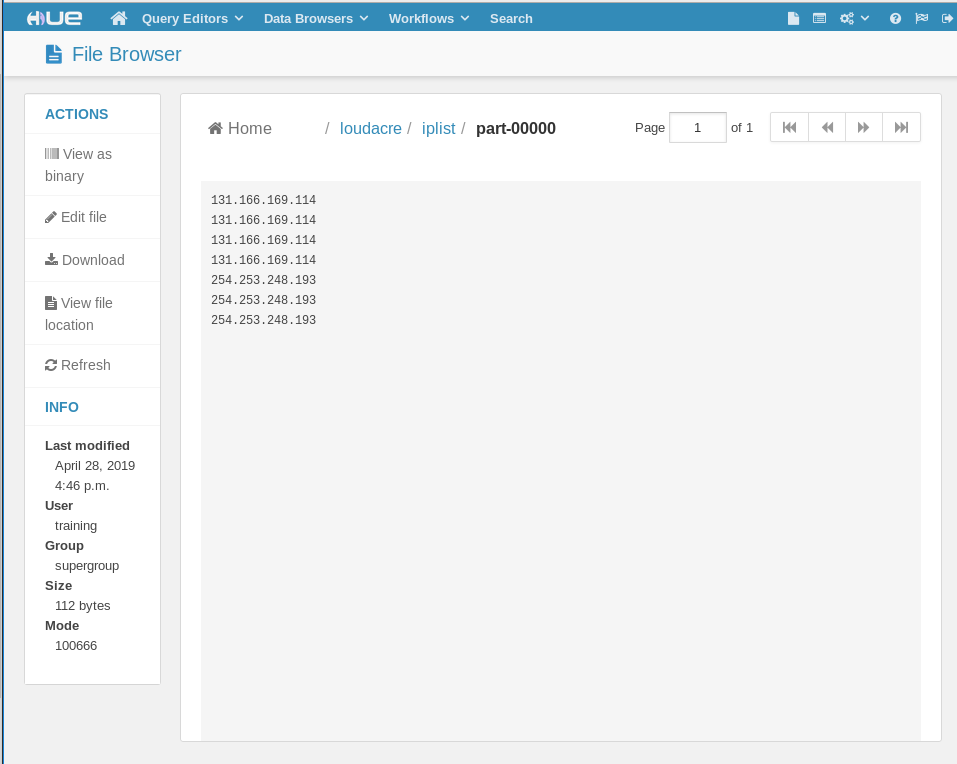 HUE Query Editors Data Browsers Workflows Search
File Browser
ACTIONS
View as
binary
Edit file
Download
View file
location
Refresh
INFO
Last modified
April 28, 2019
4:46 p.m.
User
training
Group
supergroup
Size
112 bytes
Mode
100666
Home / loudacre / iplist / part-00000
Page 1 of 1
131.166.169.114
131.166.169.114
131.166.169.114
131.166.169.114
254.253.248.193
254.253.248.193
254.253.248.193